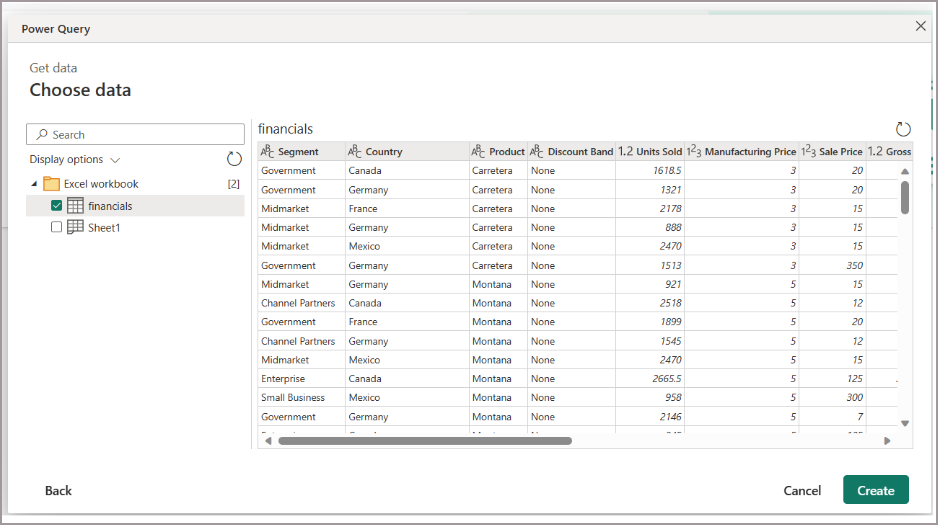 Power Query
Get data
Choose data
Search
Display options
Excel workbook [2]
financials
Sheet1
financials
ABC Segment ABC Country ABC Product ABC Discount Band 1.2 Units Sold 123 Manufacturing Price 123 Sale Price 1.2 Gross
Government Canada Carretera None 1618.5 3 20
Government Germany Carretera None 1321 3 20
Midmarket France Carretera None 2178 3 15
Midmarket Germany Carretera None 888 3 15
Midmarket Mexico Carretera None 2470 3 15
Government Germany Carretera None 1513 3 350
Midmarket Germany Montana None 921 5 15
Channel Partners Canada Montana None 2518 5 12
Government France Montana None 1899 5 20
Channel Partners Germany Montana None 1545 5 12
Midmarket Mexico Montana None 2470 5 15
Enterprise Canada Montana None 2665.5 5 125
Small Business Mexico Montana None 958 5 300
Government Germany Montana None 2146 5 7
Back Cancel Create